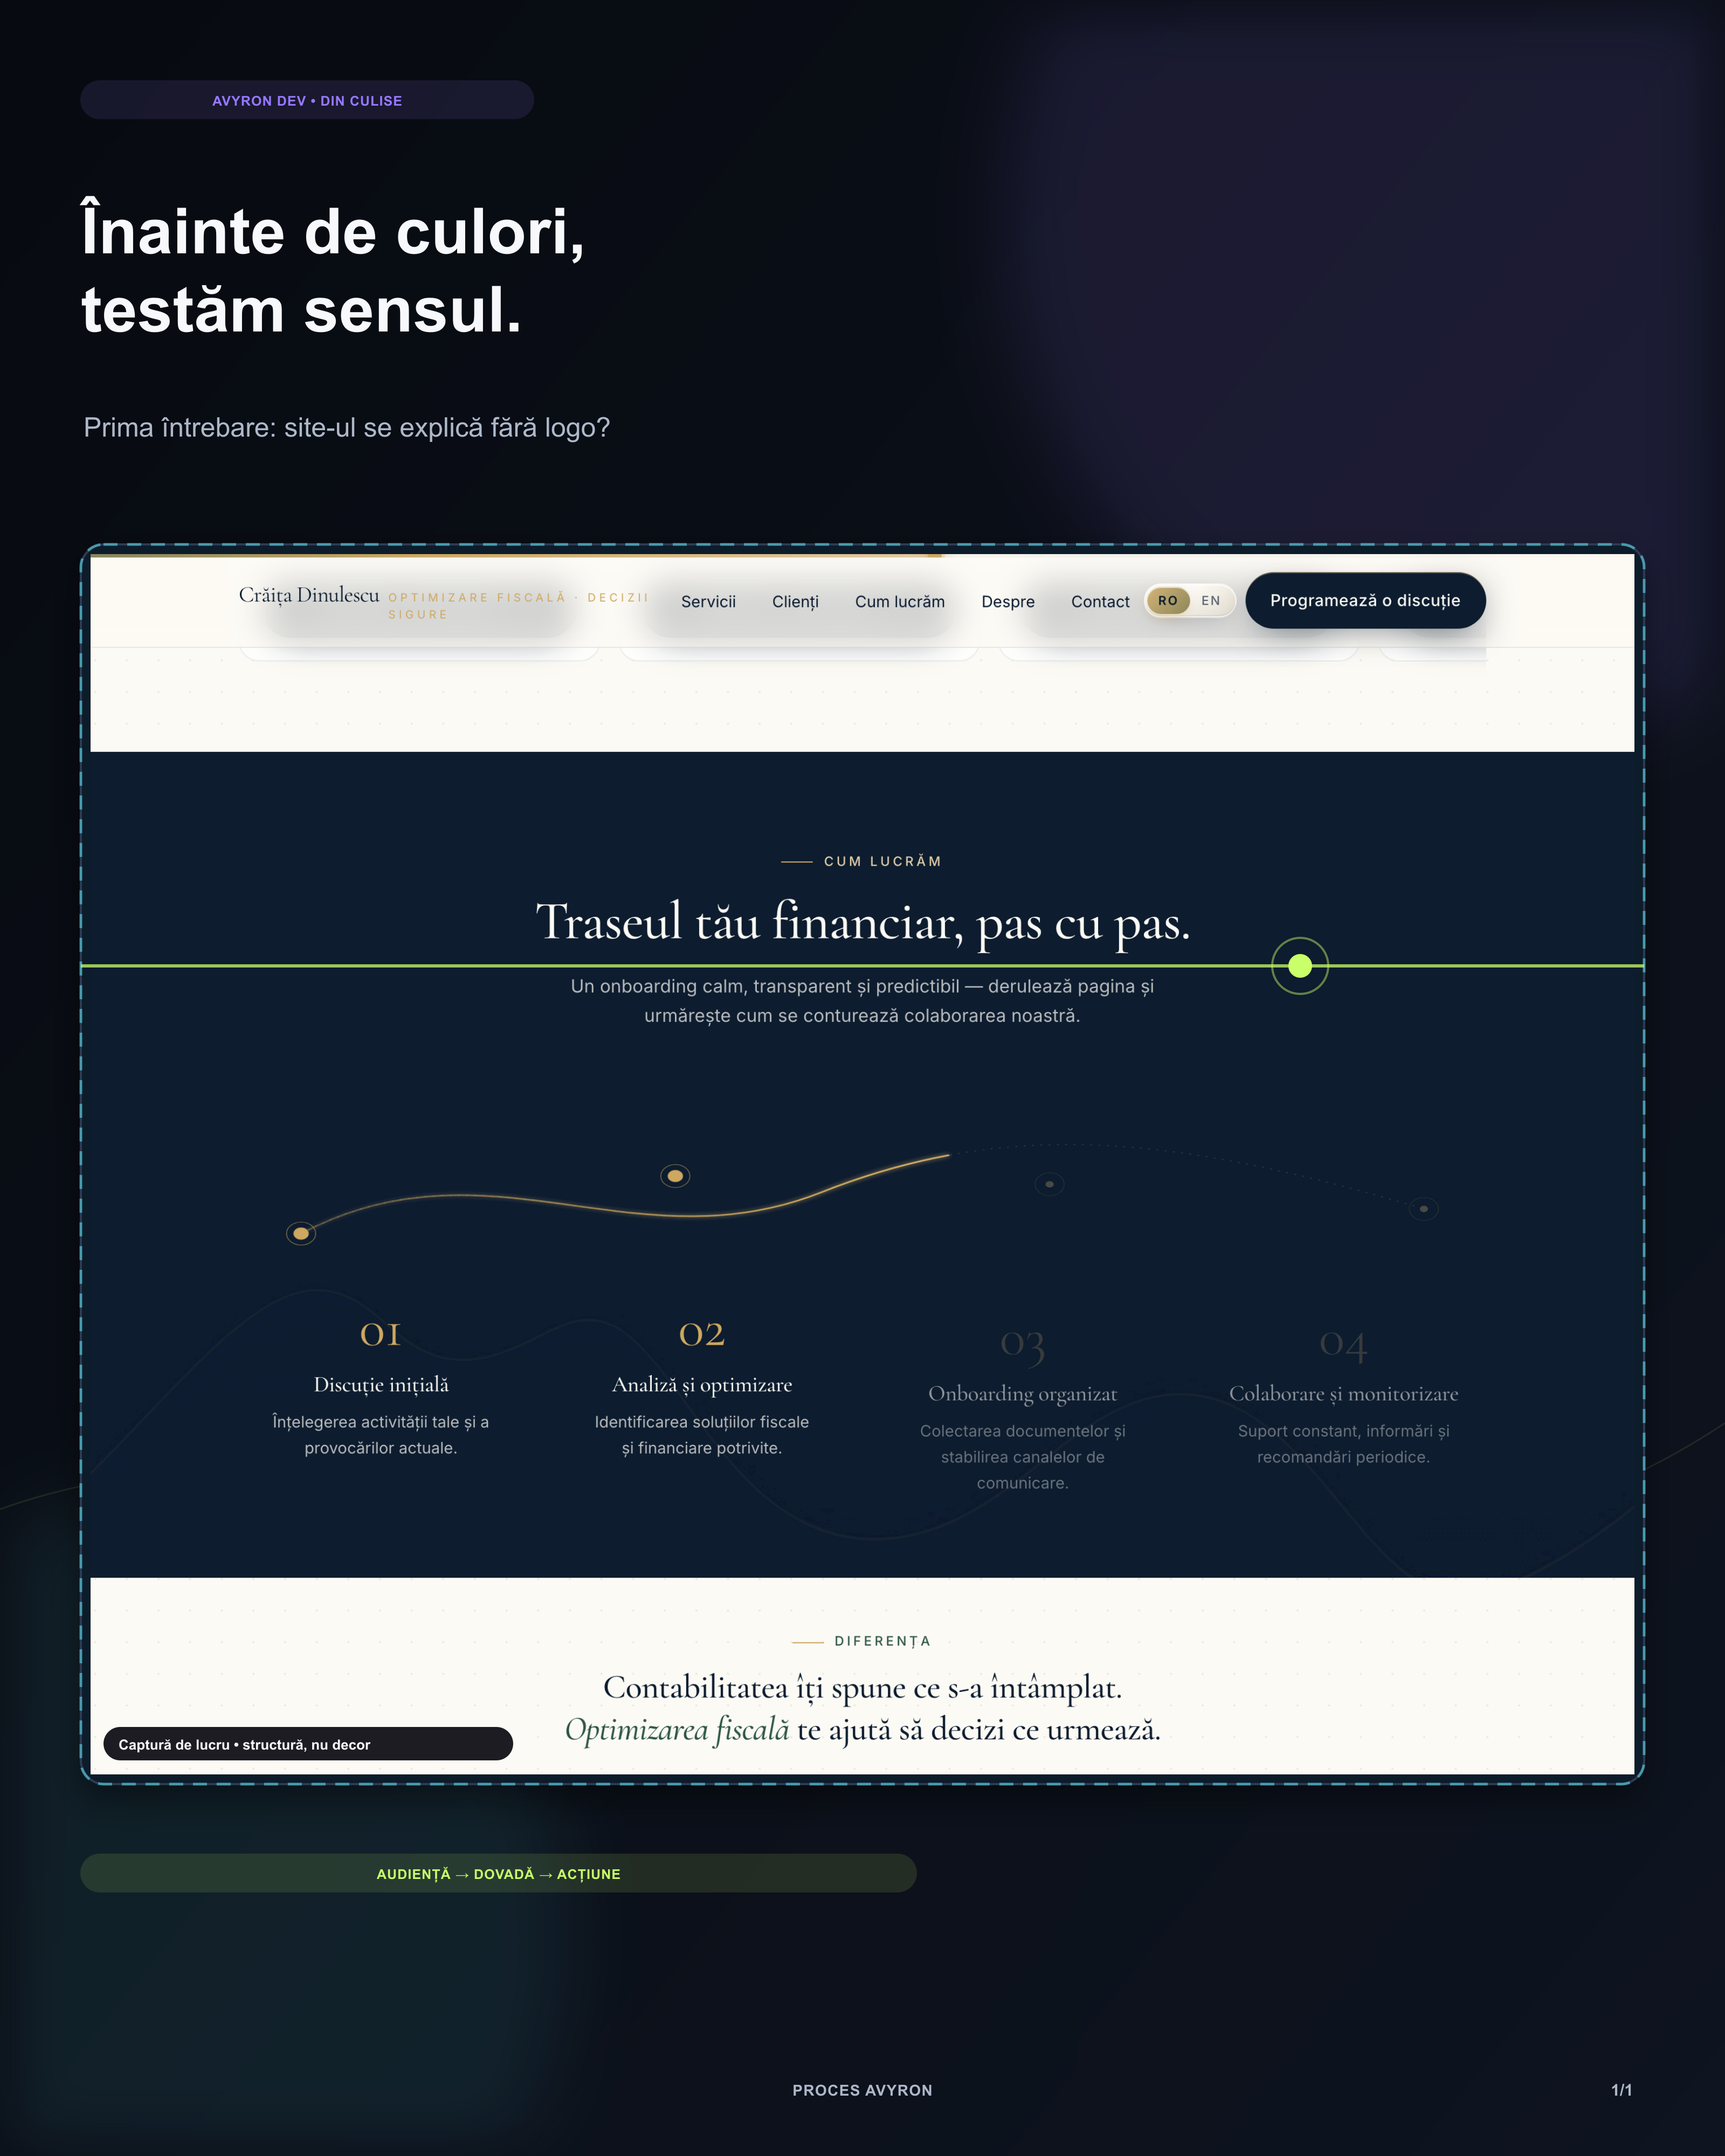 AVYRON DEV • DIN CULISE
Înainte de culori,
testăm sensul.
Prima întrebare: site-ul se explică fără logo?
Crăița Dinulescu
OPTIMIZARE FISCALĂ · DECIZII
SIGURE
Servicii
Clienți
Cum lucrăm
Despre
Contact
RO
EN
Programează o discuție
CUM LUCRĂM
Traseul tău financiar, pas cu pas.
Un onboarding calm, transparent și predictibil — derulează pagina și
urmărește cum se conturează colaborarea noastră.
01
Discuție inițială
Înțelegerea activității tale și a
provocărilor actuale.
02
Analiză și optimizare
Identificarea soluțiilor fiscale
și financiare potrivite.
03
Onboarding organizat
Colectarea documentelor și
stabilirea canalelor de
comunicare.
04
Colaborare și monitorizare
Suport constant, informări și
recomandări periodice.
DIFERENȚA
Contabilitatea îți spune ce s-a întâmplat.
Optimizarea fiscală te ajută să decizi ce urmează.
Captură de lucru • structură, nu decor
AUDIENȚĂ → DOVADĂ → ACȚIUNE
PROCES AVYRON
1/1